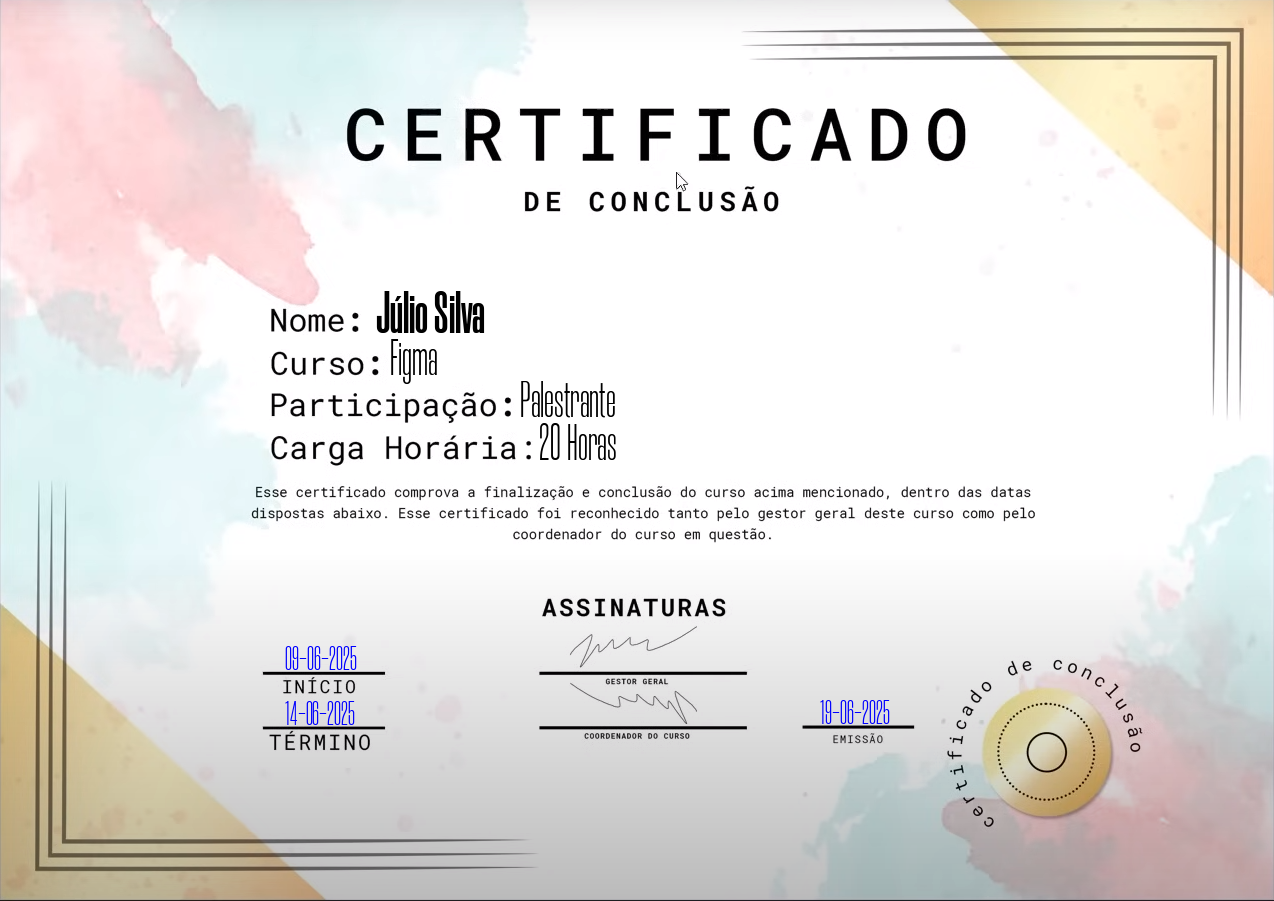 CERTIFICADO
DE CONCLUSÃO
Nome: Júlio Silva
Curso: Figma
Participação: Palestrante
Carga Horária: 20 Horas
Esse certificado comprova a finalização e conclusão do curso acima mencionado, dentro das datas
dispostas abaixo. Esse certificado foi reconhecido tanto pelo gestor geral deste curso como pelo
coordenador do curso em questão.
ASSINATURAS
09-06-2025
INÍCIO
14-06-2025
TÉRMINO
GESTOR GERAL
COORDENADOR DO CURSO
19-06-2025
EMISSÃO
certificado de conclusão